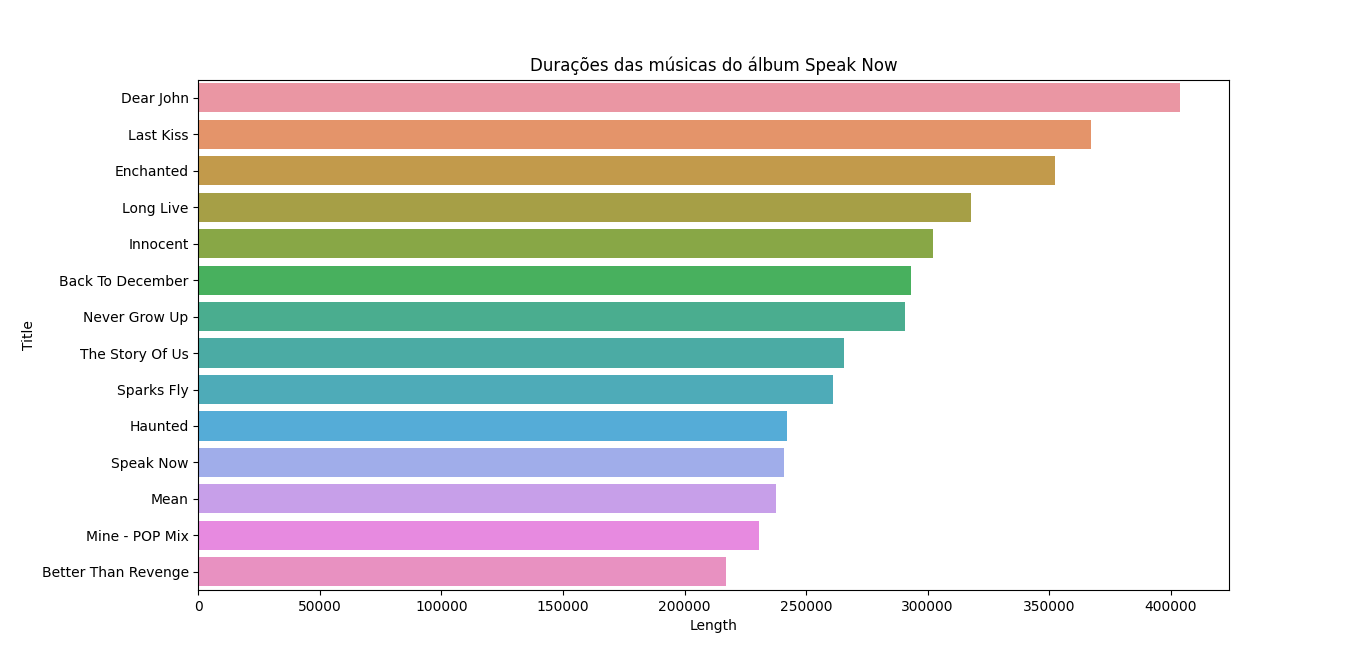 Durações das músicas do álbum Speak Now
Title
Dear John
Last Kiss
Enchanted
Long Live
Innocent
Back To December
Never Grow Up
The Story Of Us
Sparks Fly
Haunted
Speak Now
Mean
Mine - POP Mix
Better Than Revenge
0 50000 100000 150000 200000 250000 300000 350000 400000
Length